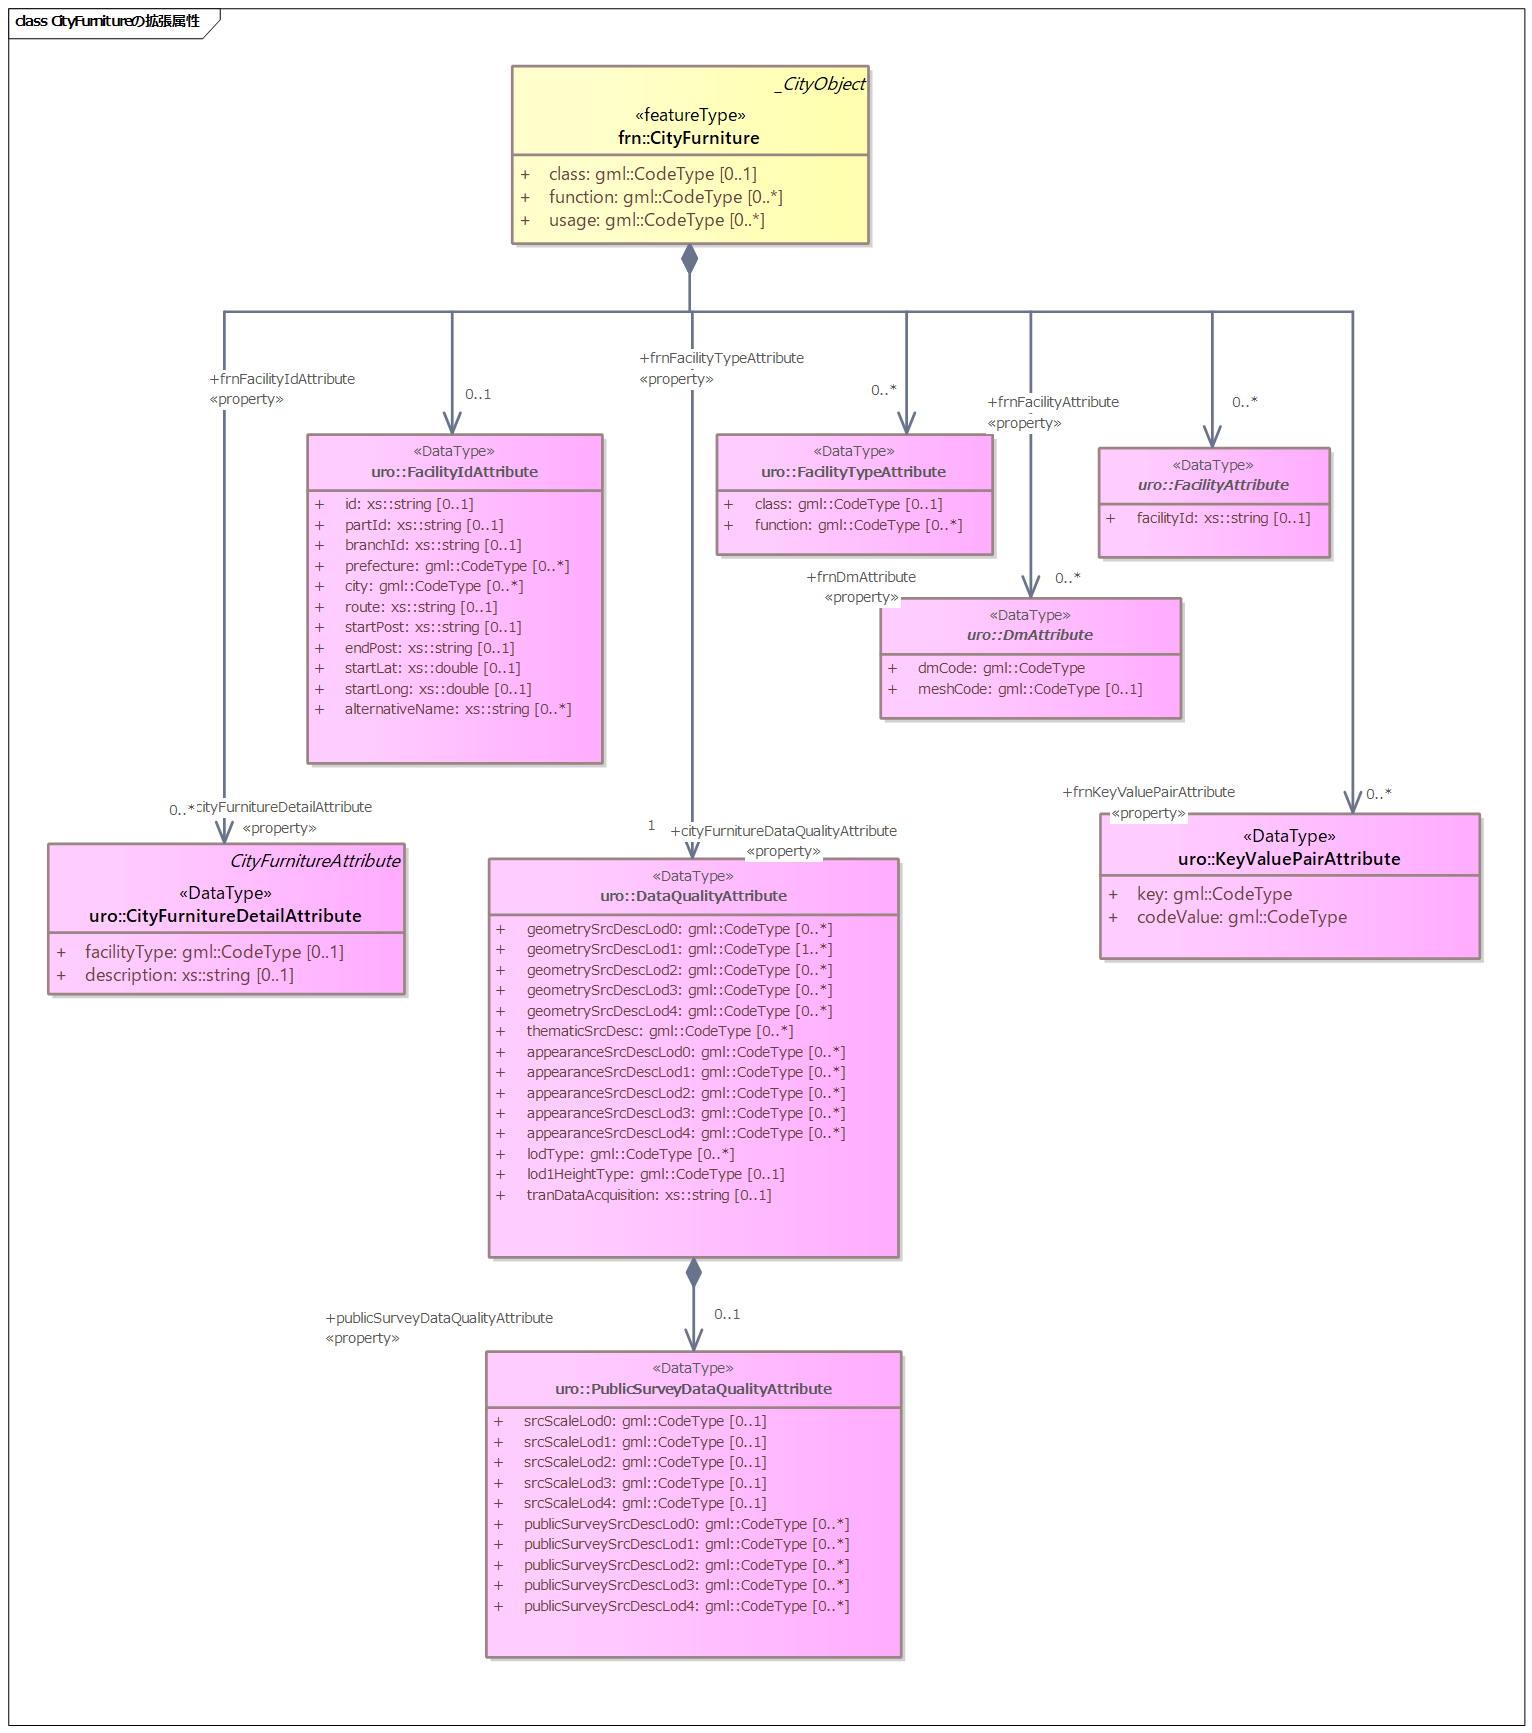 class CityFurnitureの拡張属性
_CityObject
«featureType»
frn::CityFurniture
+ class: gml::CodeType [0..1]
+ function: gml::CodeType [0..*]
+ usage: gml::CodeType [0..*]
+frnFacilityIdAttribute
«property»
0..1
+frnFacilityTypeAttribute
«property»
0..*
+frnFacilityAttribute
«property»
0..*
«DataType»
uro::FacilityIdAttribute
+ id: xs::string [0..1]
+ partId: xs::string [0..1]
+ branchId: xs::string [0..1]
+ prefecture: gml::CodeType [0..*]
+ city: gml::CodeType [0..*]
+ route: xs::string [0..1]
+ startPost: xs::string [0..1]
+ endPost: xs::string [0..1]
+ startLat: xs::double [0..1]
+ startLong: xs::double [0..1]
+ alternativeName: xs::string [0..*]
«DataType»
uro::FacilityTypeAttribute
+ class: gml::CodeType [0..1]
+ function: gml::CodeType [0..*]
«DataType»
uro::FacilityAttribute
+ facilityId: xs::string [0..1]
+frnDmAttribute
«property»
0..*
«DataType»
uro::DmAttribute
+ dmCode: gml::CodeType
+ meshCode: gml::CodeType [0..1]
0..*
cityFurnitureDetailAttribute
«property»
CityFurnitureAttribute
«DataType»
uro::CityFurnitureDetailAttribute
+ facilityType: gml::CodeType [0..1]
+ description: xs::string [0..1]
1
+cityFurnitureDataQualityAttribute
«property»
«DataType»
uro::DataQualityAttribute
+ geometrySrcDescLod0: gml::CodeType [0..*]
+ geometrySrcDescLod1: gml::CodeType [1..*]
+ geometrySrcDescLod2: gml::CodeType [0..*]
+ geometrySrcDescLod3: gml::CodeType [0..*]
+ geometrySrcDescLod4: gml::CodeType [0..*]
+ thematicSrcDesc: gml::CodeType [0..*]
+ appearanceSrcDescLod0: gml::CodeType [0..*]
+ appearanceSrcDescLod1: gml::CodeType [0..*]
+ appearanceSrcDescLod2: gml::CodeType [0..*]
+ appearanceSrcDescLod3: gml::CodeType [0..*]
+ appearanceSrcDescLod4: gml::CodeType [0..*]
+ lodType: gml::CodeType [0..*]
+ lod1HeightType: gml::CodeType [0..1]
+ tranDataAcquisition: xs::string [0..1]
+frnKeyValuePairAttribute
«property»
0..*
«DataType»
uro::KeyValuePairAttribute
+ key: gml::CodeType
+ codeValue: gml::CodeType
+publicSurveyDataQualityAttribute
«property»
0..1
«DataType»
uro::PublicSurveyDataQualityAttribute
+ srcScaleLod0: gml::CodeType [0..1]
+ srcScaleLod1: gml::CodeType [0..1]
+ srcScaleLod2: gml::CodeType [0..1]
+ srcScaleLod3: gml::CodeType [0..1]
+ srcScaleLod4: gml::CodeType [0..1]
+ publicSurveySrcDescLod0: gml::CodeType [0..*]
+ publicSurveySrcDescLod1: gml::CodeType [0..*]
+ publicSurveySrcDescLod2: gml::CodeType [0..*]
+ publicSurveySrcDescLod3: gml::CodeType [0..*]
+ publicSurveySrcDescLod4: gml::CodeType [0..*]